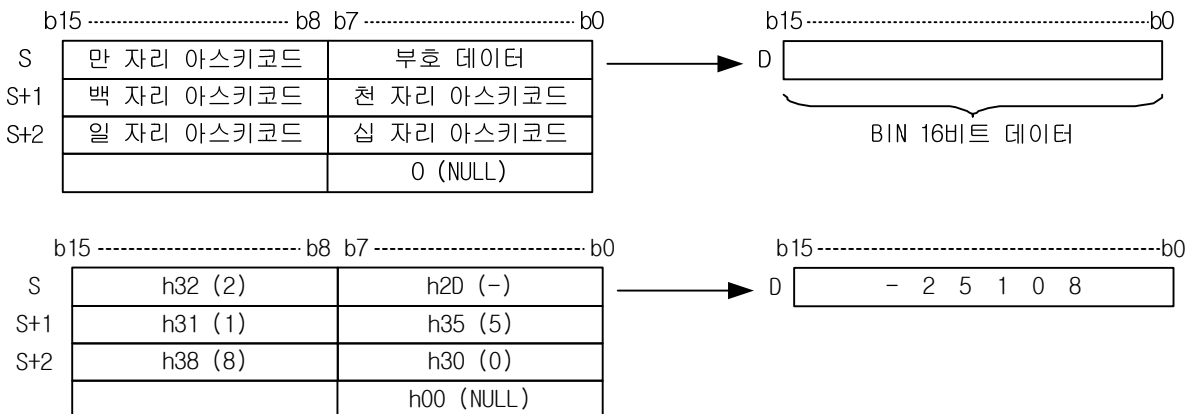 b15 b8 b7 b0 b15 b0
S 만 자리 아스키코드 부호 데이터 D
S+1 백 자리 아스키코드 천 자리 아스키코드
S+2 일 자리 아스키코드 십 자리 아스키코드 BIN 16비트 데이터
0 (NULL)
b15 b8 b7 b0 b15 b0
S h32 (2) h2D (-) D - 2 5 1 0 8
S+1 h31 (1) h35 (5)
S+2 h38 (8) h30 (0)
h00 (NULL)